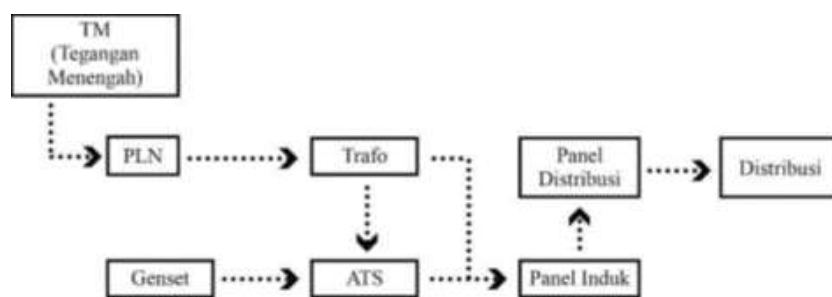 TM
(Tegangan
Menengah)
PLN
Trafo
Panel
Distribusi
Distribusi
Genset
ATS
Panel Induk